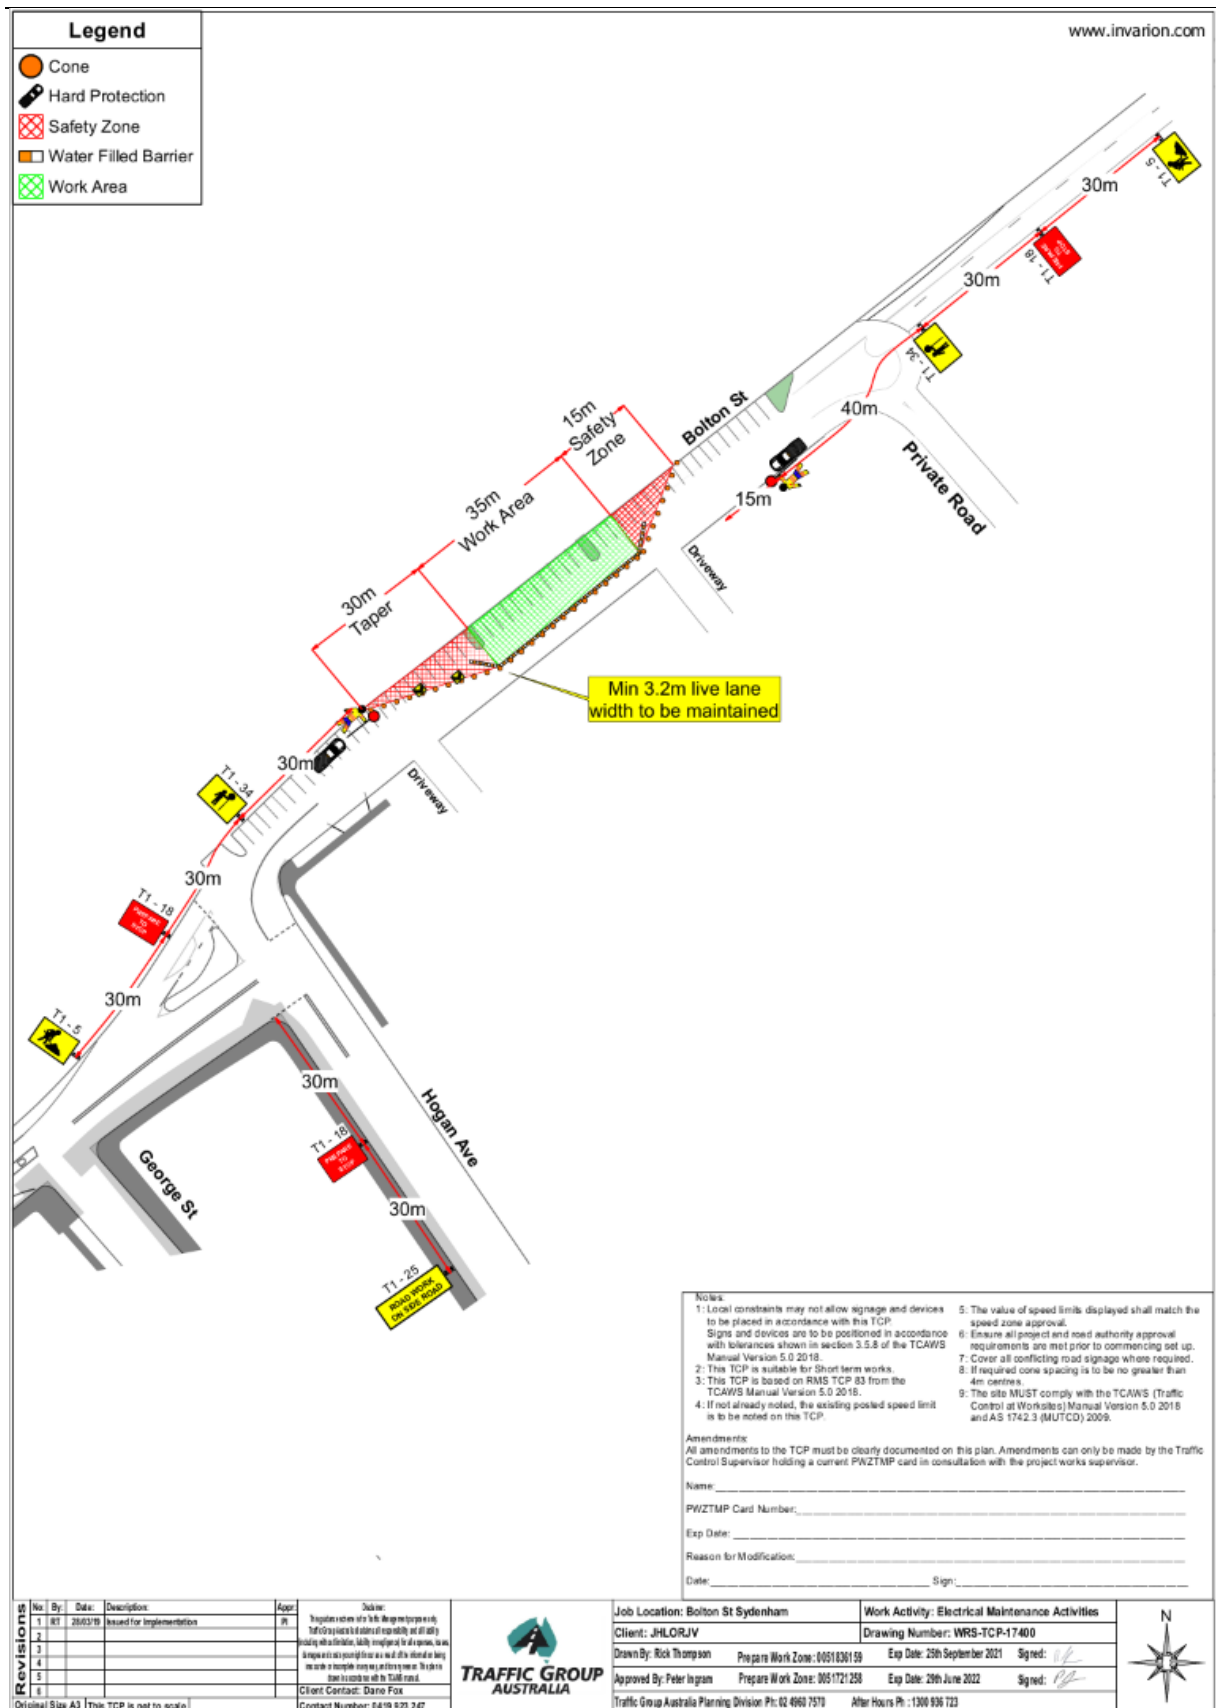 Legend
Cone
Hard Protection
Safety Zone
Water Filled Barrier
Work Area
www.invarion.com
T1 - 5
30m
T1 - 18
PREPARE
TO
STOP
30m
T1 - 34
40m
Private Road
Bolton St
15m
Safety
Zone
35m
Work Area
30m
Taper
15m
Driveway
Min 3.2m live lane
width to be maintained
30m
T1 - 34
Driveway
30m
T1 - 18
PREPARE
TO
STOP
30m
T1 - 5
30m
Hogan Ave
T1 - 18
PREPARE
TO
STOP
George St
30m
T1 - 25
ROAD WORK
ON SIDE ROAD
Notes:
1: Local constraints may not allow signage and devices
to be placed in accordance with this TCP.
Signs and devices are to be positioned in accordance
with tolerances shown in section 3.5.8 of the TCAWS
Manual Version 5.0 2018.
2: This TCP is suitable for Short term works.
3: This TCP is based on RMS TCP 83 from the
TCAWS Manual Version 5.0 2018.
4: If not already noted, the existing posted speed limit
is to be noted on this TCP.
5: The value of speed limits displayed shall match the
speed zone approval.
6: Ensure all project and road authority approval
requirements are met prior to commencing set up.
7: Cover all conflicting road signage where required.
8: If required cone spacing is to be no greater than
4m centres.
9: The site MUST comply with the TCAWS (Traffic
Control at Worksites) Manual Version 5.0 2018
and AS 1742.3 (MUTCD) 2009.
Amendments:
All amendments to the TCP must be clearly documented on this plan. Amendments can only be made by the Traffic
Control Supervisor holding a current PWZTMP card in consultation with the project works supervisor.
Name:
PWZTMP Card Number:
Exp Date:
Reason for Modification:
Date: Sign:
Revisions
No: By: Date: Description: Appr:
1 RT 28/03/19 Issued for Implementation PI
2
3
4
5
6
Original Size A3 This TCP is not to scale
Disclaimer:
Client Contact: Dane Fox
Contact Number: 0419 923 247
TRAFFIC GROUP
AUSTRALIA
Job Location: Bolton St Sydenham
Work Activity: Electrical Maintenance Activities
Client: JHLORJV
Drawing Number: WRS-TCP-17400
Drawn By: Rick Thompson Prepare Work Zone: 0051836159 Exp Date: 25th September 2021 Signed:
Approved By: Peter Ingram Prepare Work Zone: 0051721258 Exp Date: 29th June 2022 Signed:
Traffic Group Australia Planning Division Ph: 02 4960 7570 After Hours Ph : 1300 936 723
N